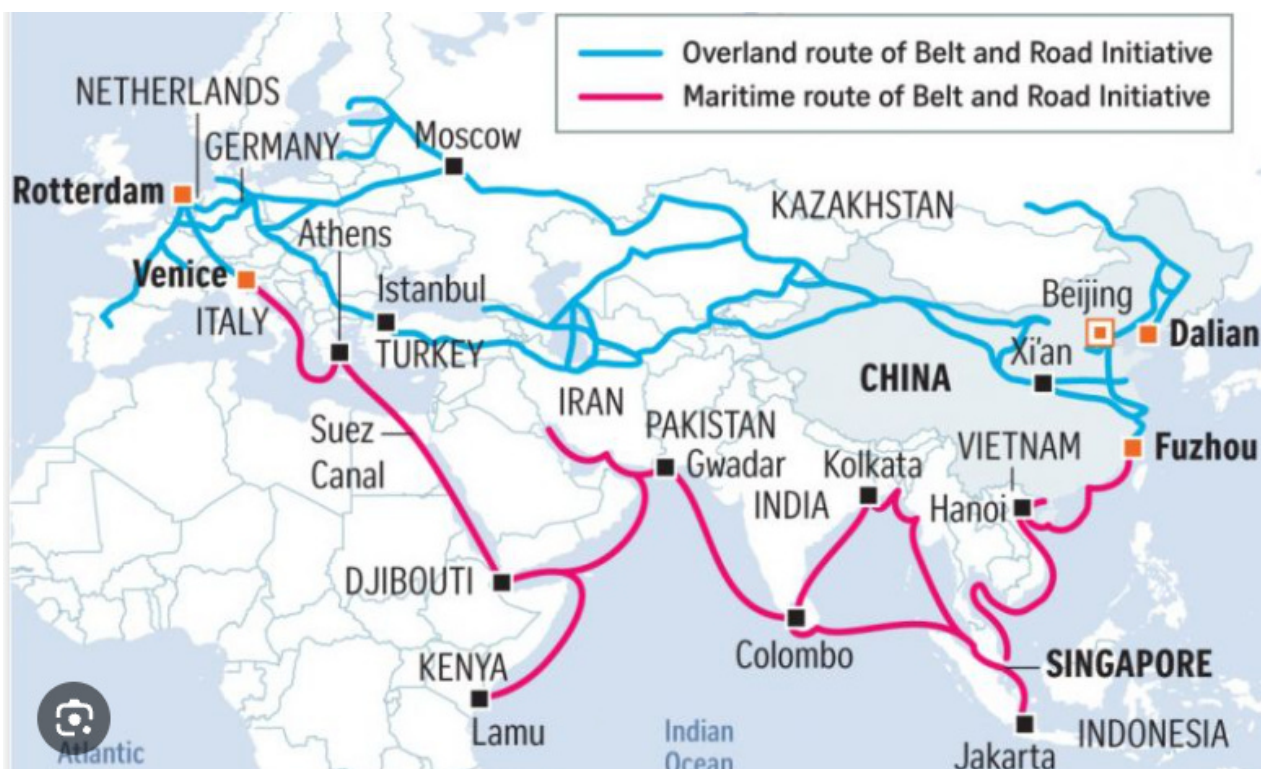 Overland route of Belt and Road Initiative
Maritime route of Belt and Road Initiative
NETHERLANDS
GERMANY
Moscow
Rotterdam
KAZAKHSTAN
Athens
Venice
Istanbul
Beijing
ITALY
TURKEY
Xi'an
Dalian
CHINA
IRAN
PAKISTAN
Suez
Canal
Gwadar
Kolkata
VIETNAM
Fuzhou
INDIA
Hanoi
DJIBOUTI
Colombo
KENYA
SINGAPORE
Lamu
Indian
Ocean
INDONESIA
Jakarta
Atlantic